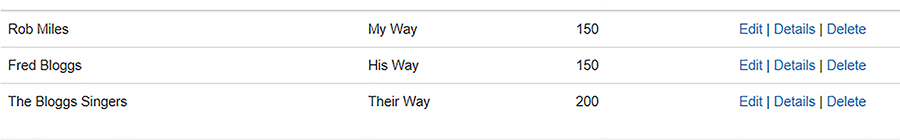 Rob Miles My Way 150 Edit | Details | Delete
Fred Bloggs His Way 150 Edit | Details | Delete
The Bloggs Singers Their Way 200 Edit | Details | Delete